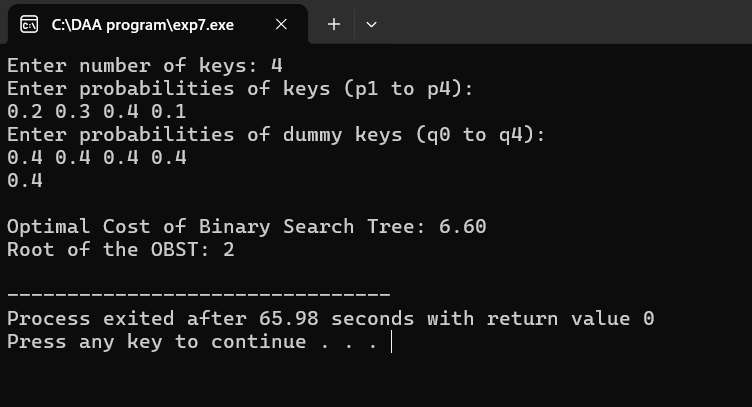 C:\DAA program\exp7.exe
Enter number of keys: 4
Enter probabilities of keys (p1 to p4):
0.2 0.3 0.4 0.1
Enter probabilities of dummy keys (q0 to q4):
0.4 0.4 0.4 0.4
0.4
Optimal Cost of Binary Search Tree: 6.60
Root of the OBST: 2
--------------------------------
Process exited after 65.98 seconds with return value 0
Press any key to continue . . .